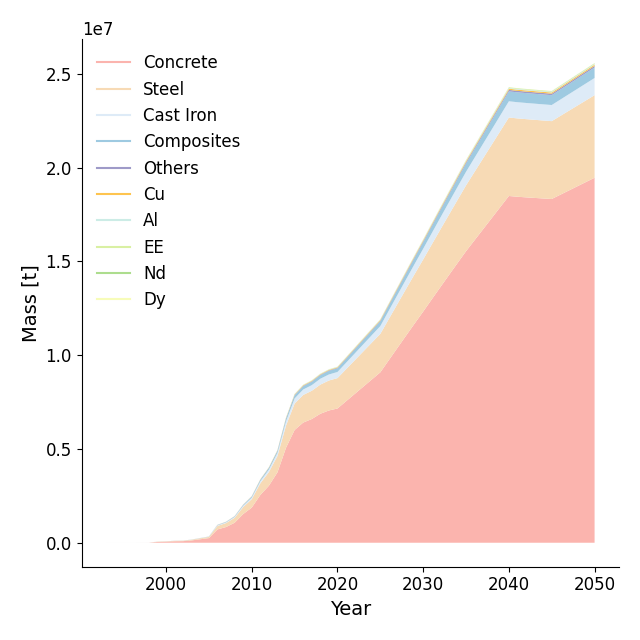 1e7
Concrete
Steel
Cast Iron
Composites
Others
Cu
Al
EE
Nd
Dy
2.5
2.0
1.5
1.0
0.5
0.0
Mass [t]
2000 2010 2020 2030 2040 2050
Year